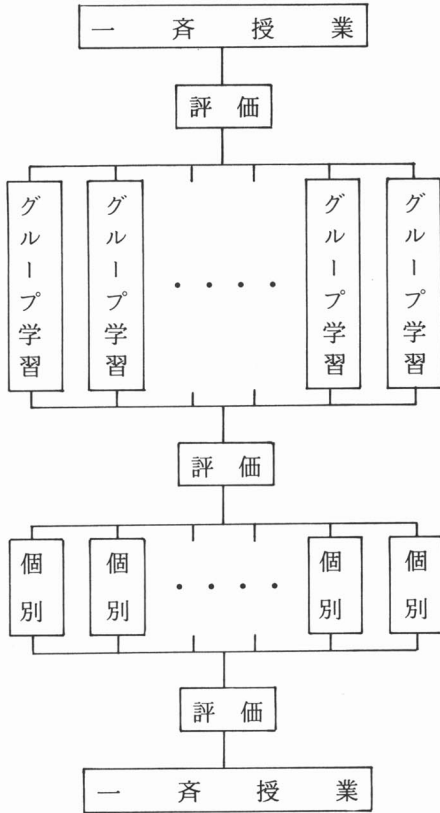 一斉授業
評価
グループ学習
グループ学習
・・・・
グループ学習
グループ学習
評価
個別
個別
・・・・
個別
個別
評価
一斉授業